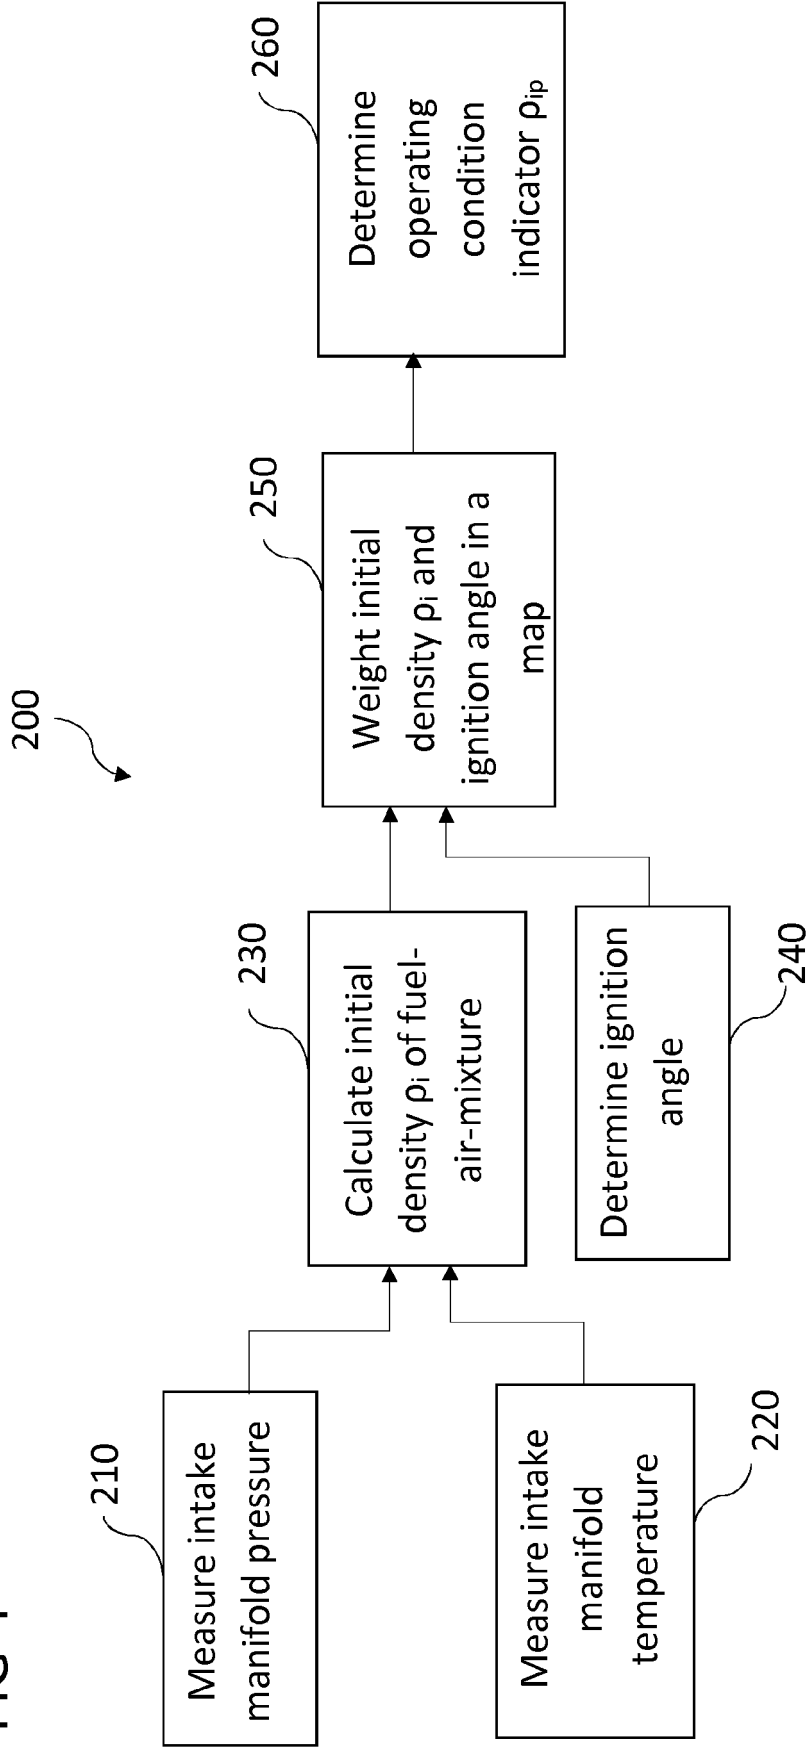 200
210
Measure intake
manifold pressure
Measure intake
manifold
temperature
220
230
Calculate initial
density ρi of fuel-
air-mixture
Determine ignition
angle
240
250
Weight initial
density ρi and
ignition angle in a
map
260
Determine
operating
condition
indicator ρip